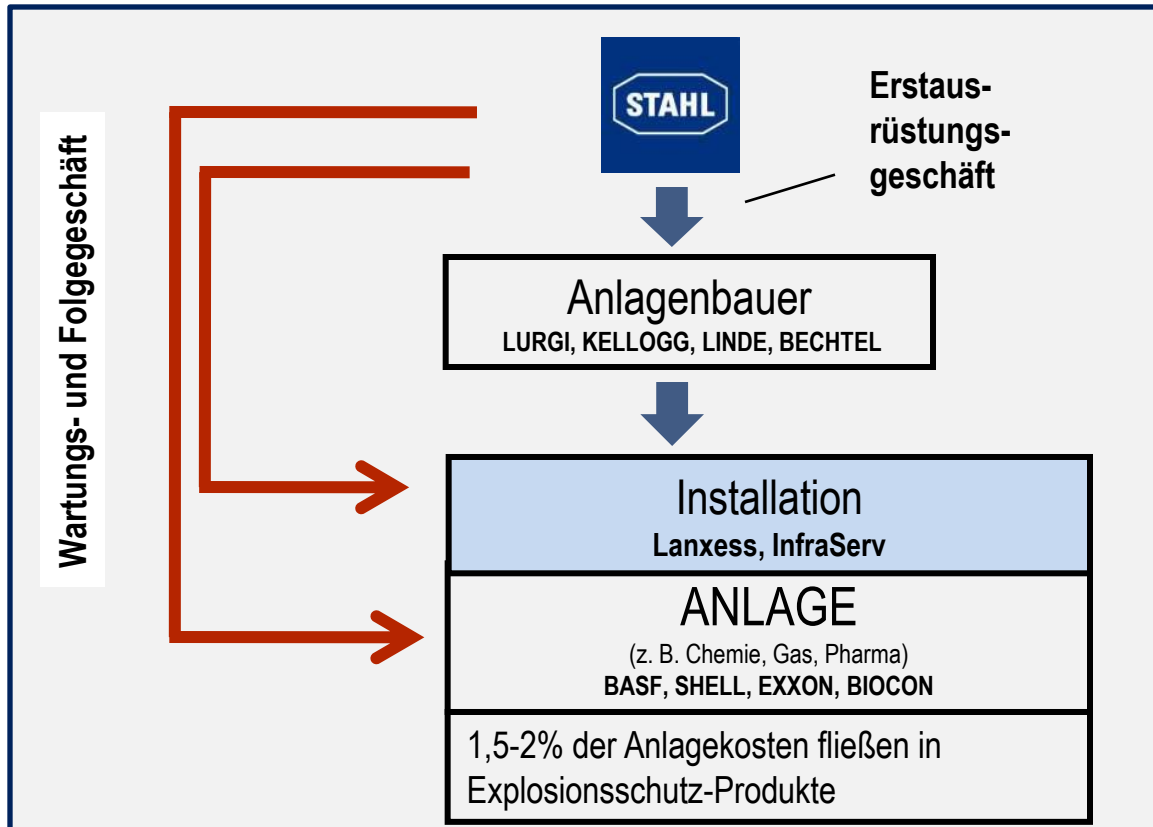 STAHL
Erstaus-
rüstungs-
geschäft
Wartungs- und Folgegeschäft
Anlagenbauer
LURGI, KELLOGG, LINDE, BECHTEL
Installation
Lanxess, InfraServ
ANLAGE
(z. B. Chemie, Gas, Pharma)
BASF, SHELL, EXXON, BIOCON
1,5-2% der Anlagekosten fließen in
Explosionsschutz-Produkte